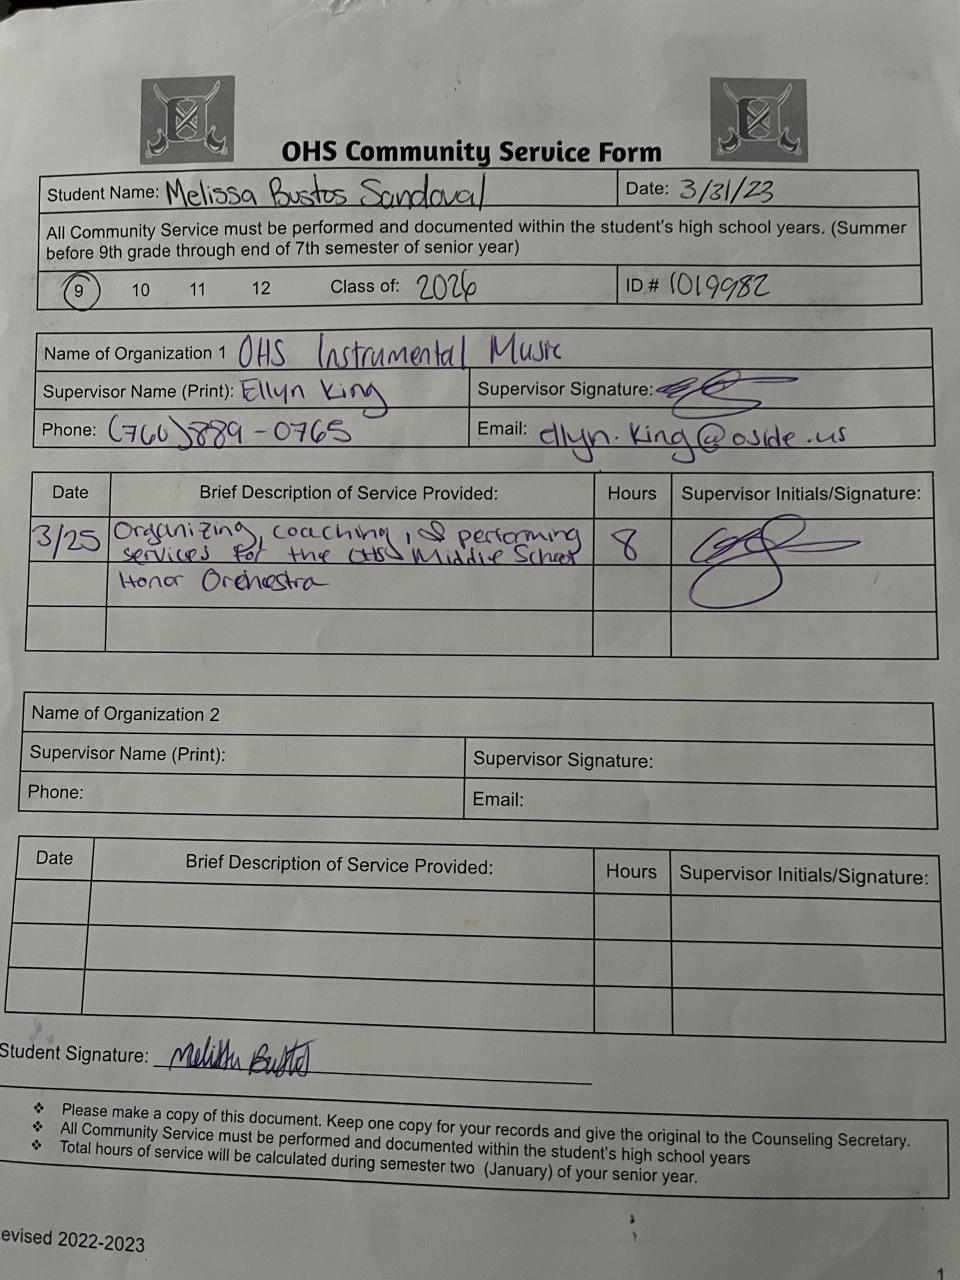 OHS Community Service Form
Student Name: Melissa Bustos Sandoval Date: 3/31/23
All Community Service must be performed and documented within the student's high school years. (Summer
before 9th grade through end of 7th semester of senior year)
9 10 11 12 Class of: 2026 ID # 1019982
Name of Organization 1 OHS Instrumental Music
Supervisor Name (Print): Ellyn King Supervisor Signature:
Phone: (760)889-0765 Email: ellyn.king@oside.us
Date Brief Description of Service Provided: Hours Supervisor Initials/Signature:
3/25 Organizing, coaching, & performing 8
services for the OHS Middle School
Honor Orchestra
Name of Organization 2
Supervisor Name (Print): Supervisor Signature:
Phone: Email:
Date Brief Description of Service Provided: Hours Supervisor Initials/Signature:
Student Signature: Melissa Bustos
❖ Please make a copy of this document. Keep one copy for your records and give the original to the Counseling Secretary.
❖ All Community Service must be performed and documented within the student's high school years
❖ Total hours of service will be calculated during semester two (January) of your senior year.
evised 2022-2023
1